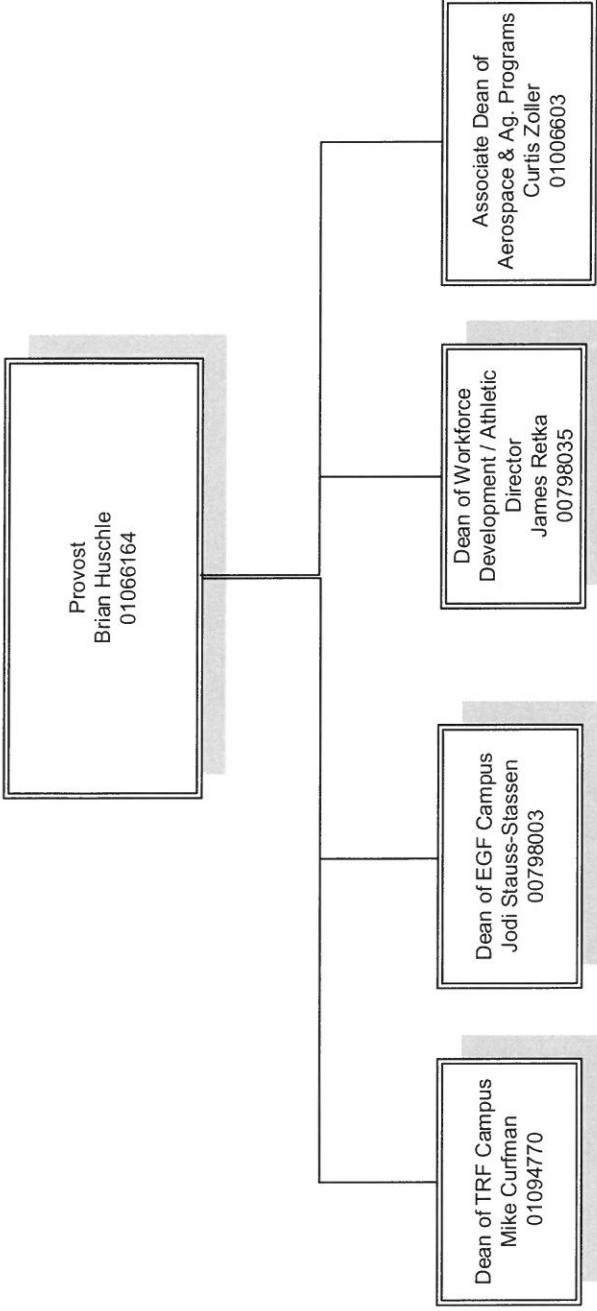 Provost
Brian Huschle
01066164
Dean of TRF Campus
Mike Curfman
01094770
Dean of EGF Campus
Jodi Stauss-Stassen
00798003
Dean of Workforce
Development / Athletic
Director
James Retka
00798035
Associate Dean of
Aerospace & Ag. Programs
Curtis Zoller
01006603